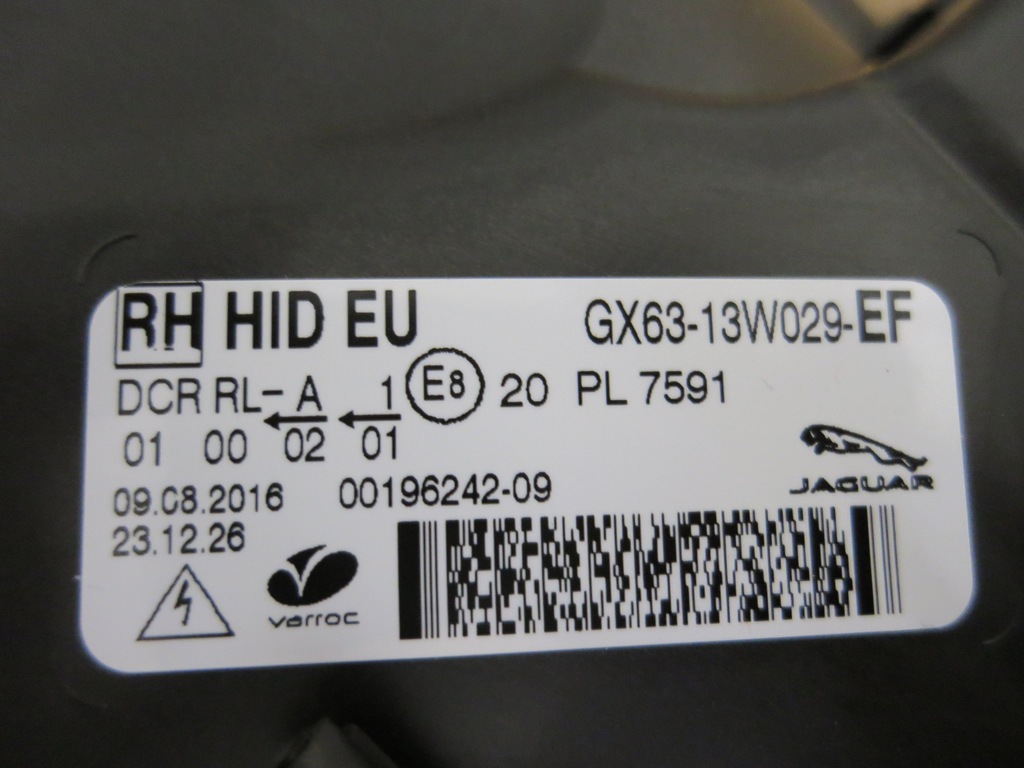 RH HID EU GX63-13W029-EF
DCR RL- A 1 E8 20 PL 7591
01 00 02 01
JAGUAR
09.08.2016 00196242-09
23.12.26
varroc